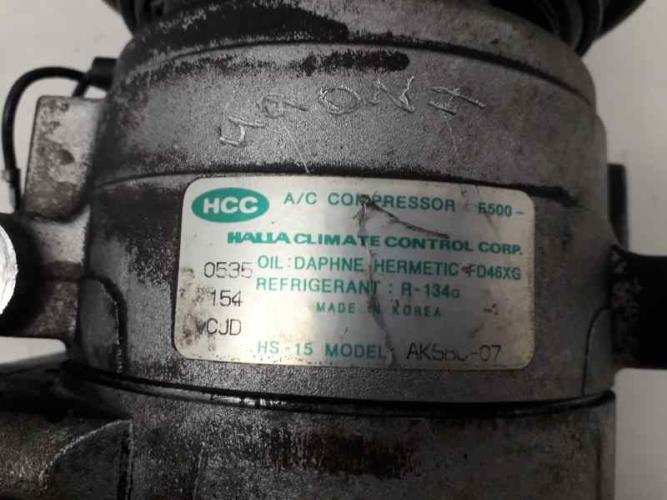 HCC A/C COMPRESSOR F500-
HALLA CLIMATE CONTROL CORP.
0535 OIL : DAPHNE HERMETIC FD46XG
154 REFRIGERANT : R-134a
MADE IN KOREA
CJD
HS-15 MODEL